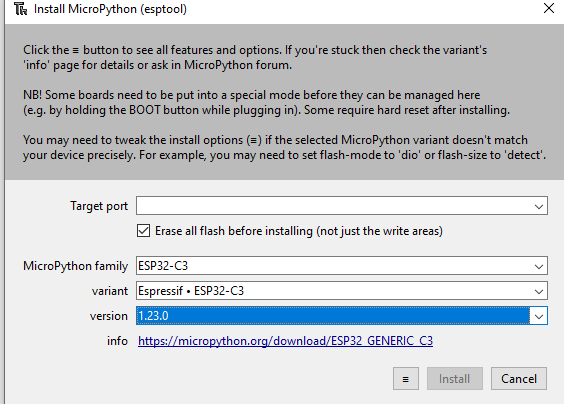 Install MicroPython (esptool)
Click the ≡ button to see all features and options. If you're stuck then check the variant's
'info' page for details or ask in MicroPython forum.
NB! Some boards need to be put into a special mode before they can be managed here
(e.g. by holding the BOOT button while plugging in). Some require hard reset after installing.
You may need to tweak the install options (≡) if the selected MicroPython variant doesn't match
your device precisely. For example, you may need to set flash-mode to 'dio' or flash-size to 'detect'.
Target port
Erase all flash before installing (not just the write areas)
MicroPython family ESP32-C3
variant Espressif • ESP32-C3
version 1.23.0
info https://micropython.org/download/ESP32_GENERIC_C3
≡ Install Cancel